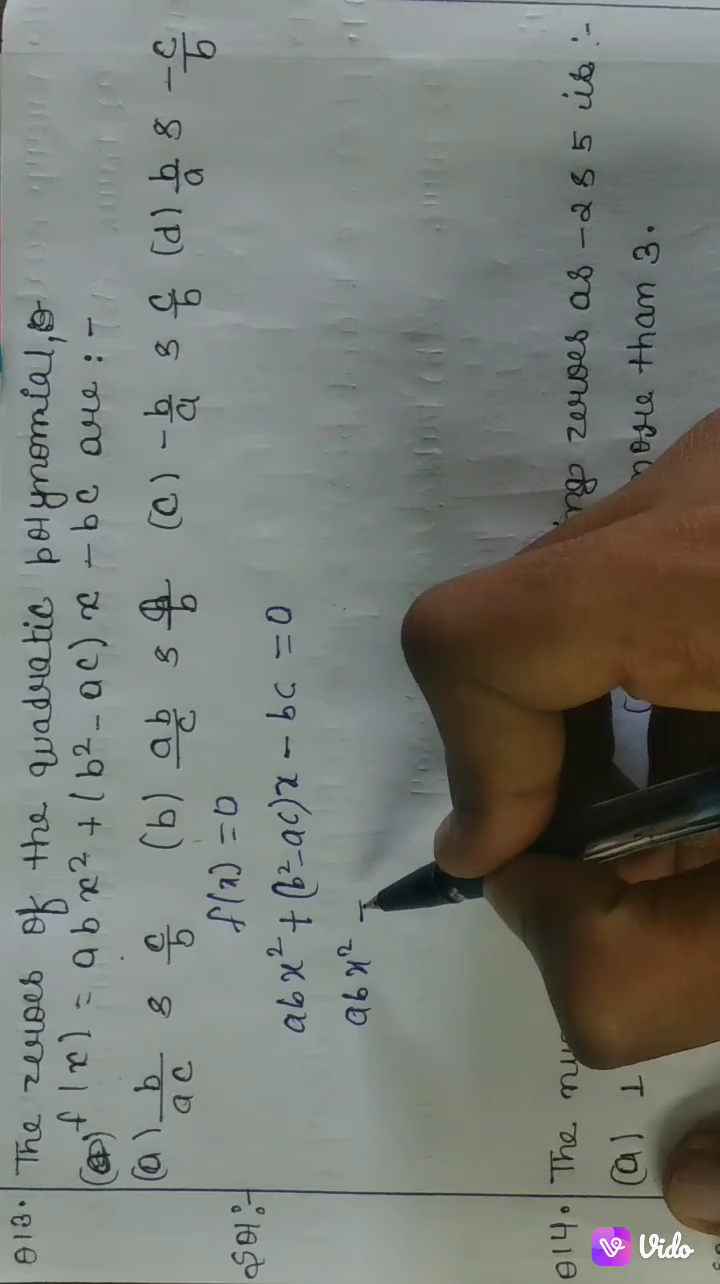 Q13. The zeroes of the quadratic polynomial,
f(x) = abx² + (b² - ac)x - bc are :-
(a) b/ac & c/b (b) ab/c & b (c) -b/a & c/b (d) b/a & -c/b
Sol:- f(x) = 0
abx² + (b² - ac)x - bc = 0
abx² -
Q14. The zeroes as -2 & 5 is :-
(a) 1 more than 3.
Vido